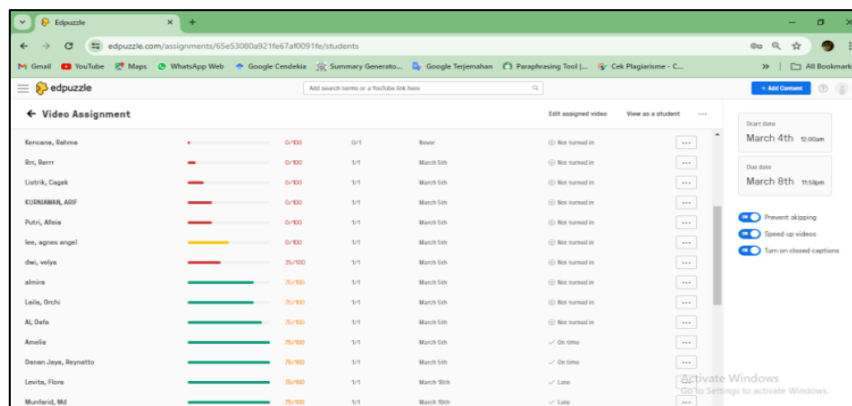 Edpuzzle
edpuzzle.com/assignments/65e53080a921fe67af0091fe/students
Gmail YouTube Maps WhatsApp Web Google Cendekia Summary Generato... Google Terjemahan Paraphrasing Tool |... Cek Plagiarisme - C... » All Bookmark
edpuzzle Add search terms or a YouTube link here + Add Content
Video Assignment Edit assigned video View as a student ...
Start date
March 4th 12:00am
Due date
March 8th 11:59pm
Prevent skipping
Speed up videos
Turn on closed captions
Kencana, Rahma 0/100 0/1 Never Not turned in
Rrr, Rerrr 0/100 1/1 March 5th Not turned in
Listrik, Cagak 0/100 1/1 March 5th Not turned in
KURNIAWAN, ARIF 0/100 1/1 March 5th Not turned in
Putri, Alleia 0/100 1/1 March 5th Not turned in
lee, agnes angel 0/100 1/1 March 5th Not turned in
dwi, velya 25/100 1/1 March 5th Not turned in
almira 75/100 1/1 March 5th Not turned in
Laila, Orchi 75/100 1/1 March 5th Not turned in
Al, Dafa 75/100 1/1 March 5th Not turned in
Amelia 75/100 1/1 March 5th On time
Danan Jaya, Reynatto 75/100 1/1 March 5th On time
Levita, Flora 75/100 1/1 March 10th Late
Munfarid, Md 75/100 1/1 March 10th Late
Activate Windows
Go to Settings to activate Windows.